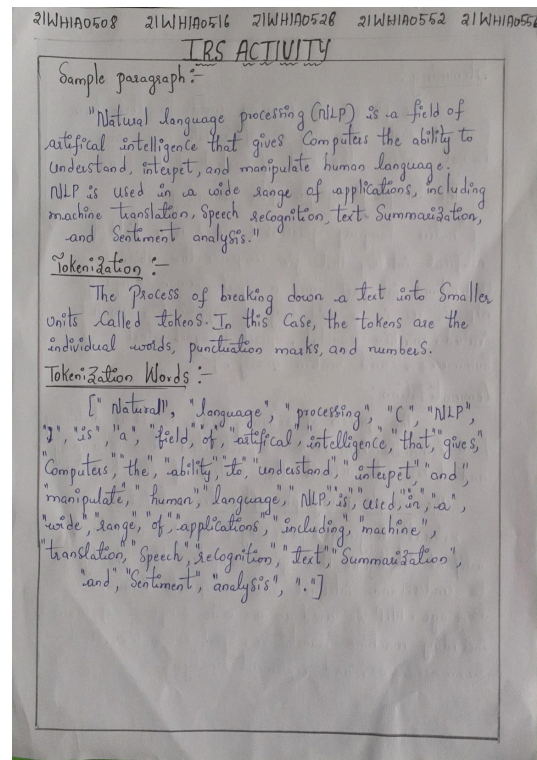 21WH1A0508 21WH1A0516 21WH1A0528 21WH1A0552 21WH1A055
IRS ACTIVITY
Sample paragraph :-
"Natural language processing (NLP) is a field of
artifical intelligence that gives Computers the ability to
understand, interpet, and manipulate human language.
NLP is used in a wide range of applications, including
machine translation, Speech recognition, text Summarization,
and Sentiment analysis."
Tokenization :-
The Process of breaking down a text into Smaller
units Called tokens. In this Case, the tokens are the
individual words, punctuation marks, and numbers.
Tokenization Words :-
["Natural", "language", "processing", "(", "NLP",
")", "is", "a", "field", "of", "artifical", "intelligence", "that", "gives",
"Computers", "the", "ability", "to", "understand", "interpet", "and",
"manipulate", "human", "language", "NLP", "is", "used", "in", "a",
"wide", "range", "of", "applications", "including", "machine",
"translation", "Speech", "recognition", "text", "Summarization",
"and", "Sentiment", "analysis", "."]